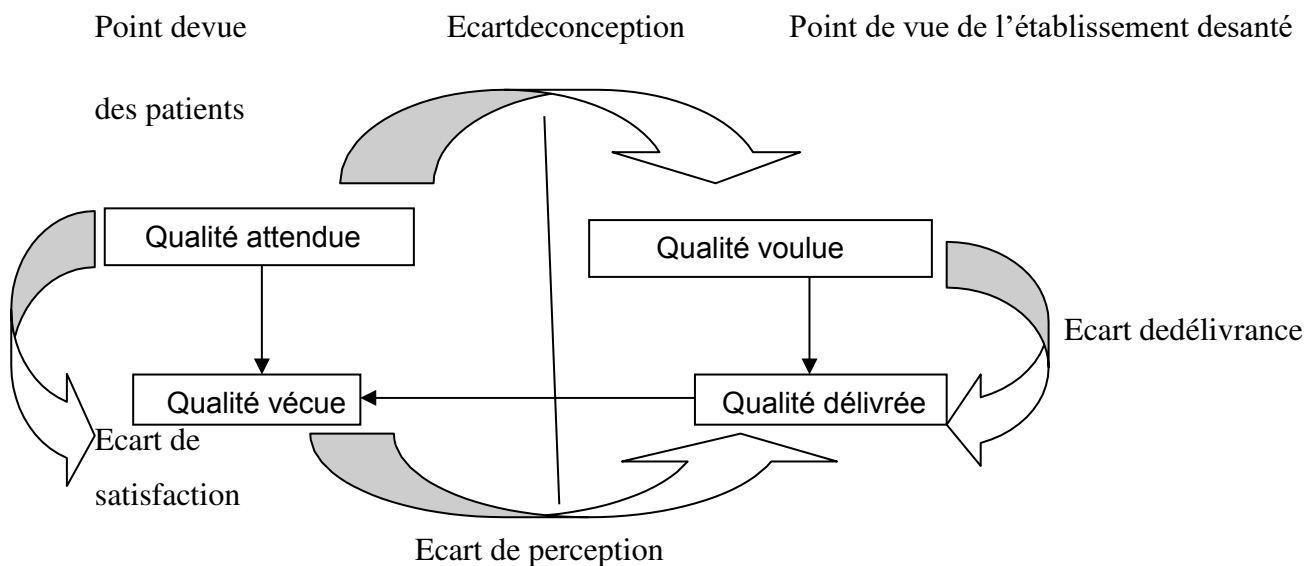 Point devue Ecartdeconception Point de vue de l’établissement desanté
des patients
Qualité attendue Qualité voulue
Ecart dedélivrance
Qualité vécue Qualité délivrée
Ecart de
satisfaction
Ecart de perception